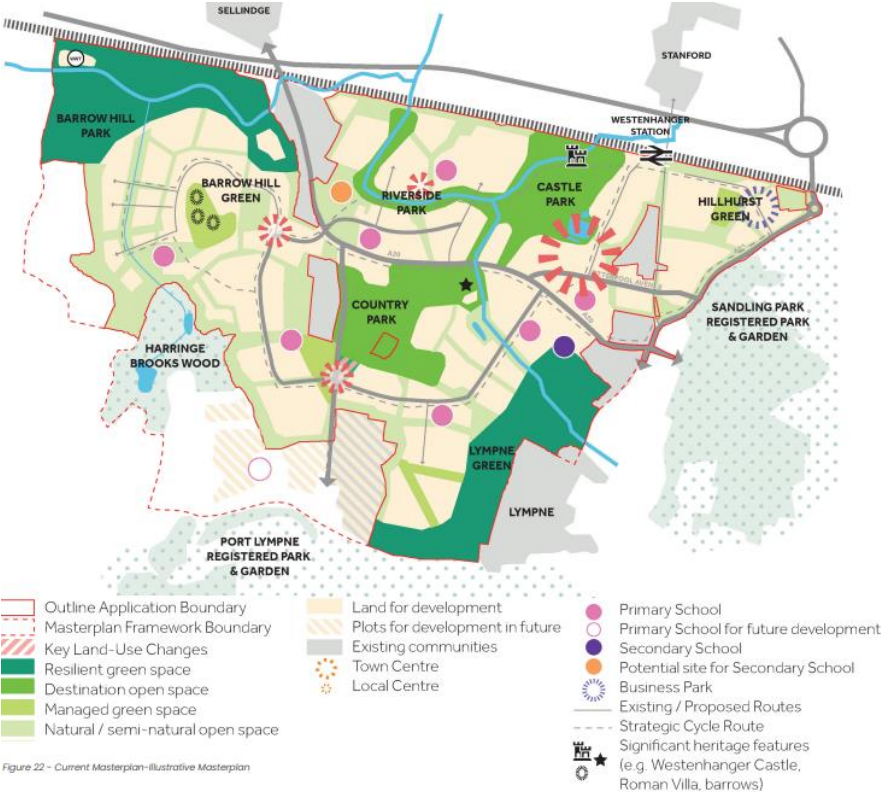 SELLINDGE
STANFORD
WWT
WESTENHANGER
STATION
BARROW HILL
PARK
BARROW HILL
GREEN
RIVERSIDE
PARK
CASTLE
PARK
HILLHURST
GREEN
A20
COUNTRY
PARK
A20
SANDLING PARK
REGISTERED PARK
& GARDEN
HARRINGE
BROOKS WOOD
LYMPNE
GREEN
LYMPNE
PORT LYMPNE
REGISTERED PARK
& GARDEN
Outline Application Boundary
Masterplan Framework Boundary
Key Land-Use Changes
Resilient green space
Destination open space
Managed green space
Natural / semi-natural open space
Land for development
Plots for development in future
Existing communities
Town Centre
Local Centre
Primary School
Primary School for future development
Secondary School
Potential site for Secondary School
Business Park
Existing / Proposed Routes
Strategic Cycle Route
Significant heritage features
(e.g. Westenhanger Castle,
Roman Villa, barrows)
Figure 22 - Current Masterplan-Illustrative Masterplan